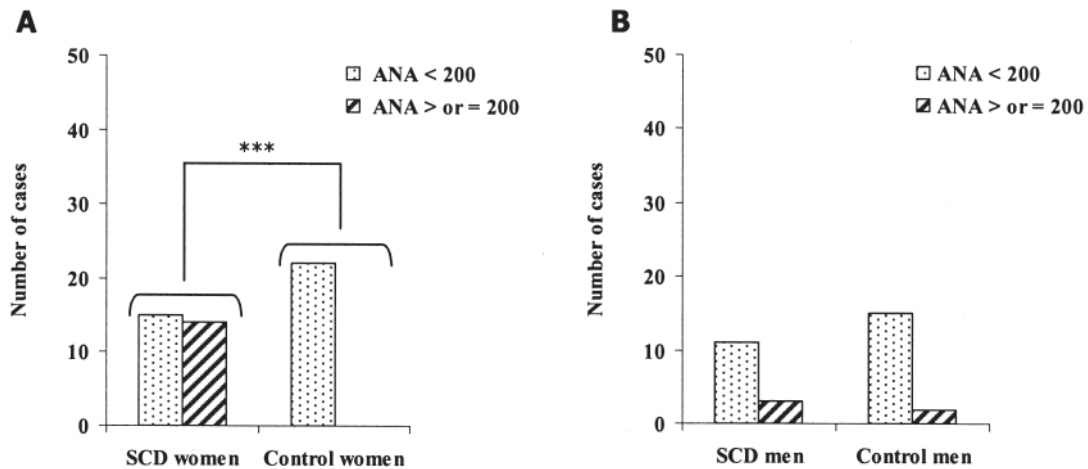 A
50
40
30
20
10
0
Number of cases
ANA < 200
ANA > or = 200
***
SCD women
Control women
B
50
40
30
20
10
0
Number of cases
ANA < 200
ANA > or = 200
SCD men
Control men